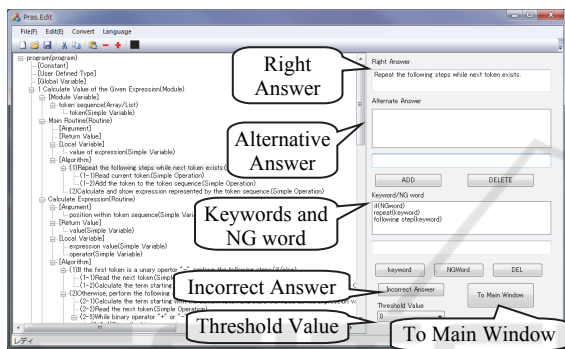 Pras.Edit
File(F) Edit(E) Convert Language
program(program)
[Constant]
[User Defined Type]
[Global Variable]
1 Calculate Value of the Given Expression(Module)
[Module Variable]
token sequence(Array/List)
token(Simple Variable)
Main Routine(Routine)
[Argument]
[Return Value]
[Local Variable]
value of expression(Simple Variable)
[Algorithm]
(1)Repeat the following steps while next token exists.(
(1-1)Read current token.(Simple Operation)
(1-2)Add the token to the token sequence(Simple Operation)
(2)Calculate and show expression represented by the token sequence.(Simple Operation)
Calculate Expression(Routine)
[Argument]
position within token sequence(Simple Vari
[Return Value]
value(Simple Variable)
[Local Variable]
expression value(Simple Variable)
operator(Simple Variable)
[Algorithm]
(1)If the first token is a unary opertor "-", perform the following steps.(If/else)
(1-1)Read the next token(Simple
(1-2)Calculate the term starting
(2)Otherwise, perform the following
(2-1)Calculate the term starting with
(2-2)Read the next token(Simple Operation)
(2-3)While binary operator "+" or "-"
レディ
Right Answer
Repeat the following steps while next token exists.
Alternate Answer
ADD DELETE
Keyword/NG word
if(NGword)
repeat(keyword)
following step(keyword)
keyword NGWord DEL
Incorrect Answer
To Main Window
Threshold Value
0
Right
Answer
Alternative
Answer
Keywords and
NG word
Incorrect Answer
Threshold Value
To Main Window